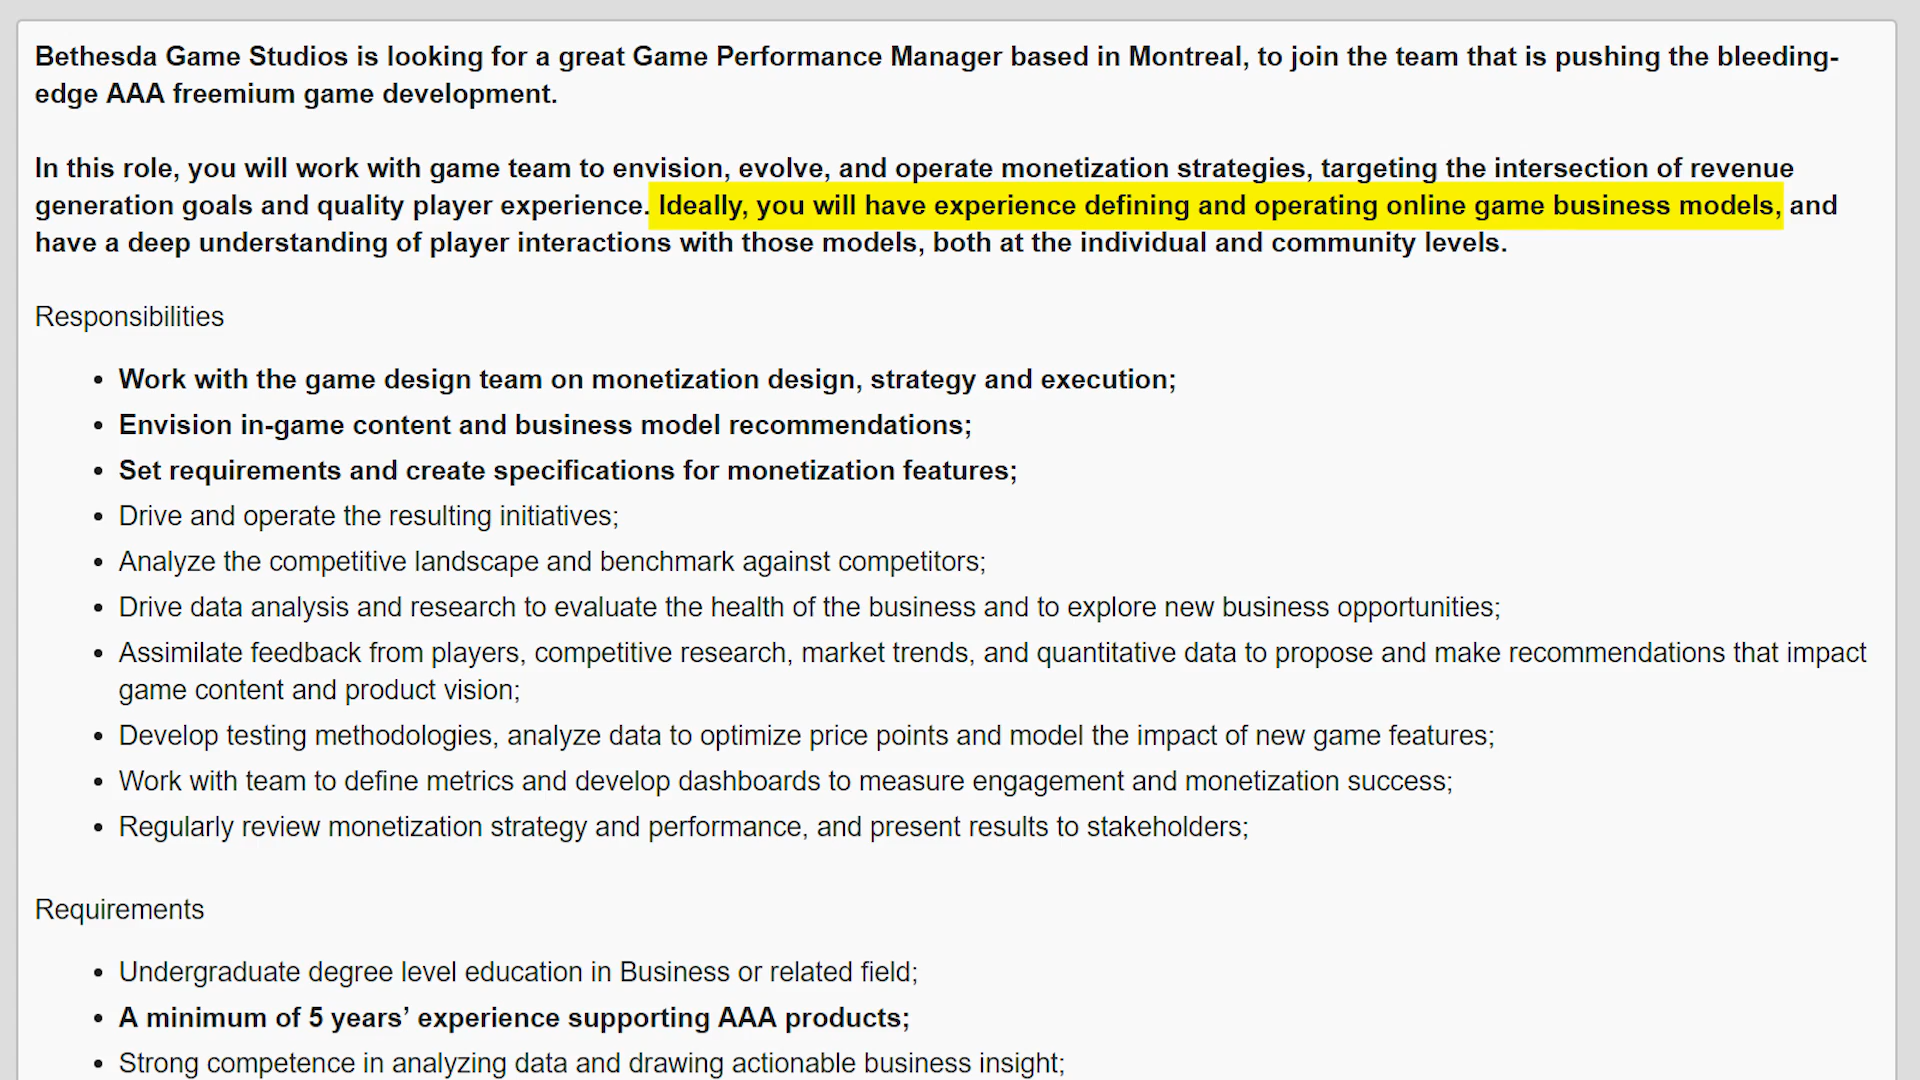 Bethesda Game Studios is looking for a great Game Performance Manager based in Montreal, to join the team that is pushing the bleeding-
edge AAA freemium game development.
In this role, you will work with game team to envision, evolve, and operate monetization strategies, targeting the intersection of revenue
generation goals and quality player experience. Ideally, you will have experience defining and operating online game business models, and
have a deep understanding of player interactions with those models, both at the individual and community levels.
Responsibilities
• Work with the game design team on monetization design, strategy and execution;
• Envision in-game content and business model recommendations;
• Set requirements and create specifications for monetization features;
• Drive and operate the resulting initiatives;
• Analyze the competitive landscape and benchmark against competitors;
• Drive data analysis and research to evaluate the health of the business and to explore new business opportunities;
• Assimilate feedback from players, competitive research, market trends, and quantitative data to propose and make recommendations that impact
game content and product vision;
• Develop testing methodologies, analyze data to optimize price points and model the impact of new game features;
• Work with team to define metrics and develop dashboards to measure engagement and monetization success;
• Regularly review monetization strategy and performance, and present results to stakeholders;
Requirements
• Undergraduate degree level education in Business or related field;
• A minimum of 5 years’ experience supporting AAA products;
• Strong competence in analyzing data and drawing actionable business insight;